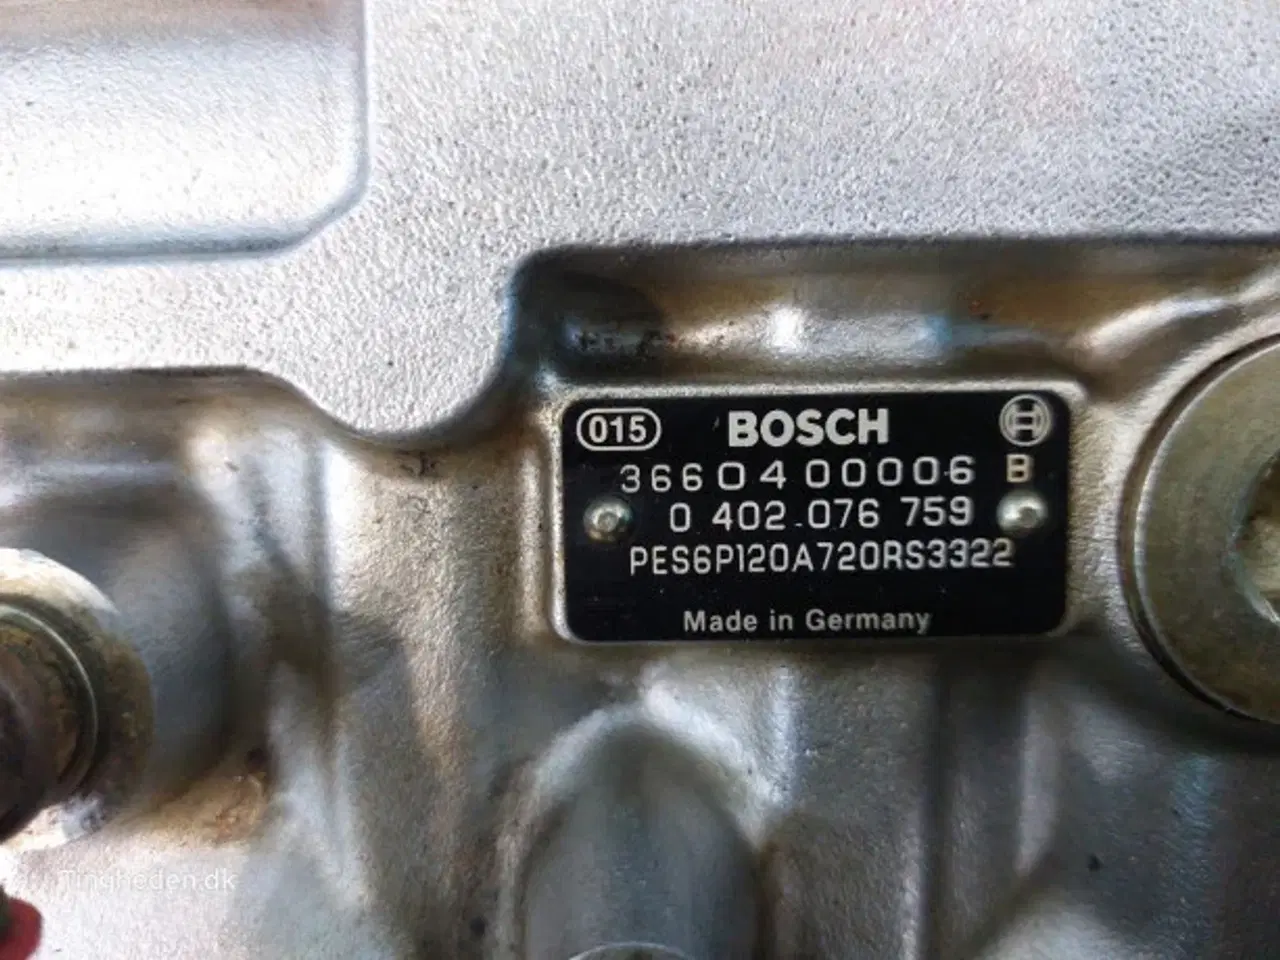 015 BOSCH
3660400006 B
0 402 076 759
PES6P120A720RS3322
Made in Germany
Tingheden.dk